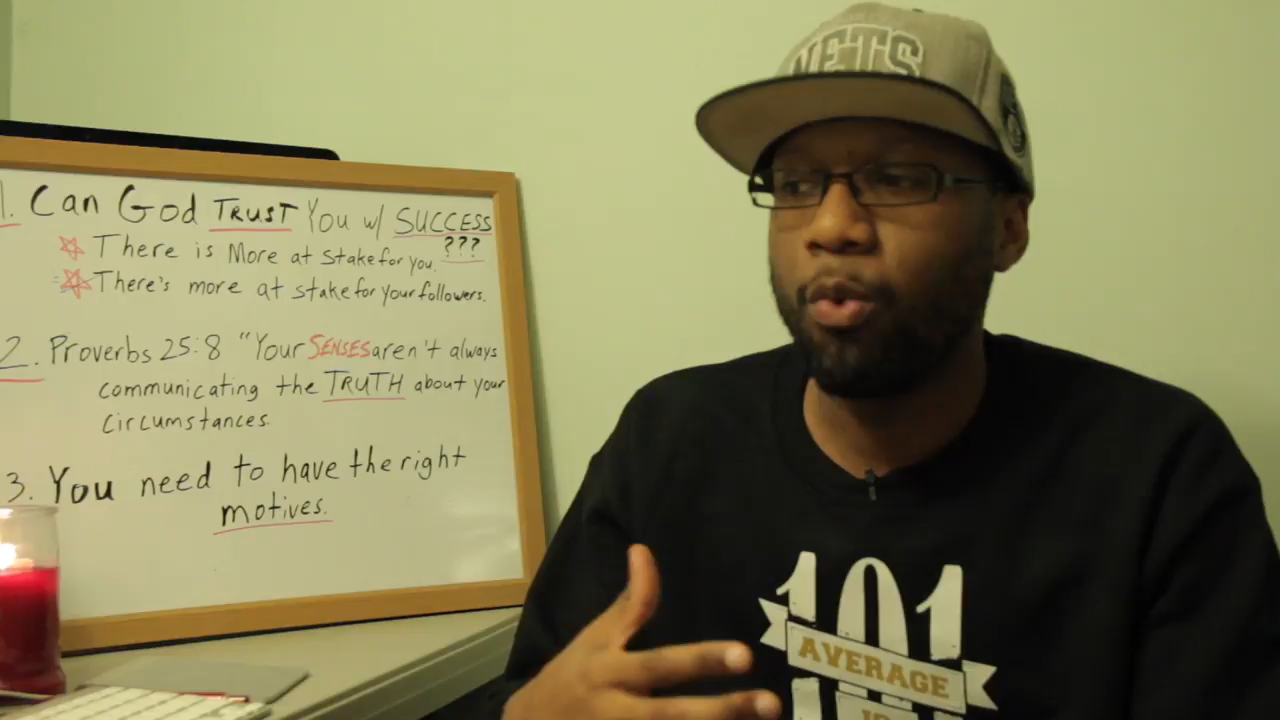 NETS
1. Can God TRUST You w/ SUCCESS
???
There is More at Stake for you.
There's more at stake for your followers.
2. Proverbs 25:8 "Your SENSES aren't always
communicating the TRUTH about your
circumstances.
3. You need to have the right
motives.
101
AVERAGE
IS